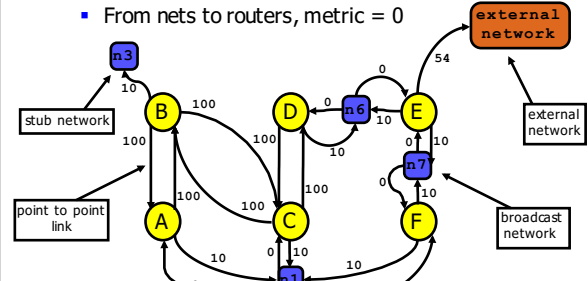 ▪ From nets to routers, metric = 0
external
network
54
n3
10
stub network
B
100
D
0
n6
0
10
E
external
network
100
100
10
0
10
n7
point to point
link
100
100
100
0
10
broadcast
network
A
C
F
10
0
10
10
n1